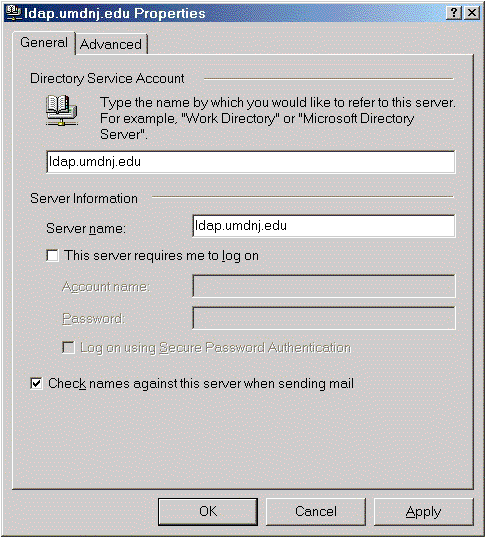 ldap.umdnj.edu Properties
General
Advanced
Directory Service Account
Type the name by which you would like to refer to this server.
For example, "Work Directory" or "Microsoft Directory
Server".
ldap.umdnj.edu
Server Information
Server name:
ldap.umdnj.edu
This server requires me to log on
Account name:
Password:
Log on using Secure Password Authentication
Check names against this server when sending mail
OK
Cancel
Apply